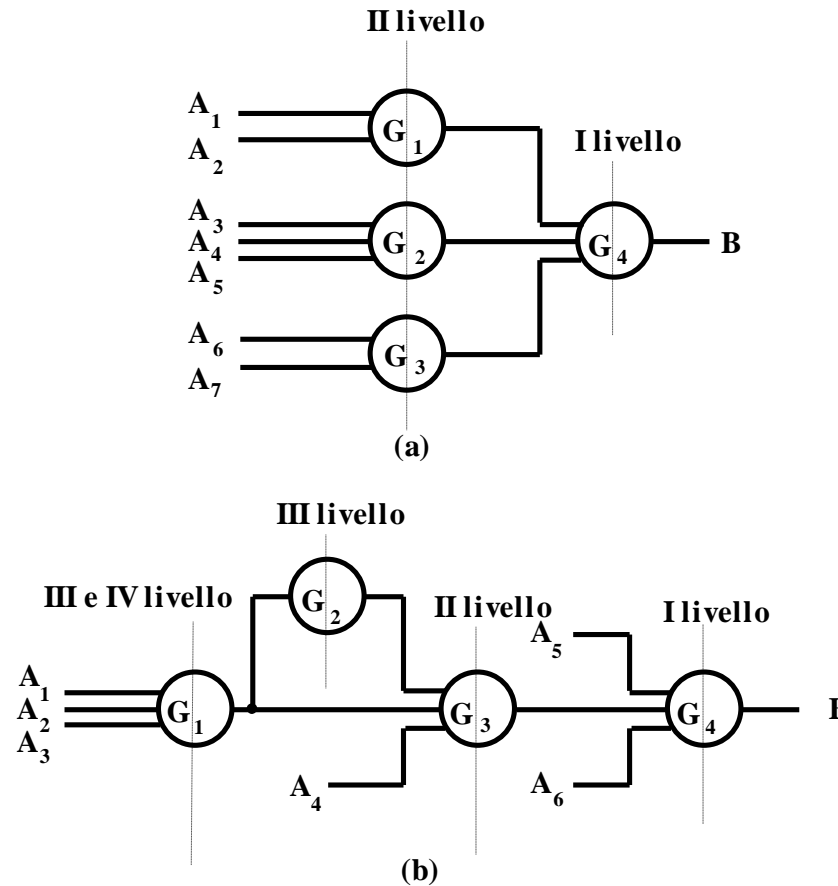 II livello
A1
A2
G1
I livello
A3
A4
A5
G2
G4
B
A6
A7
G3
(a)
III livello
III e IV livello
G2
II livello
I livello
A5
A1
A2
A3
G1
G3
G4
A4
A6
(b)